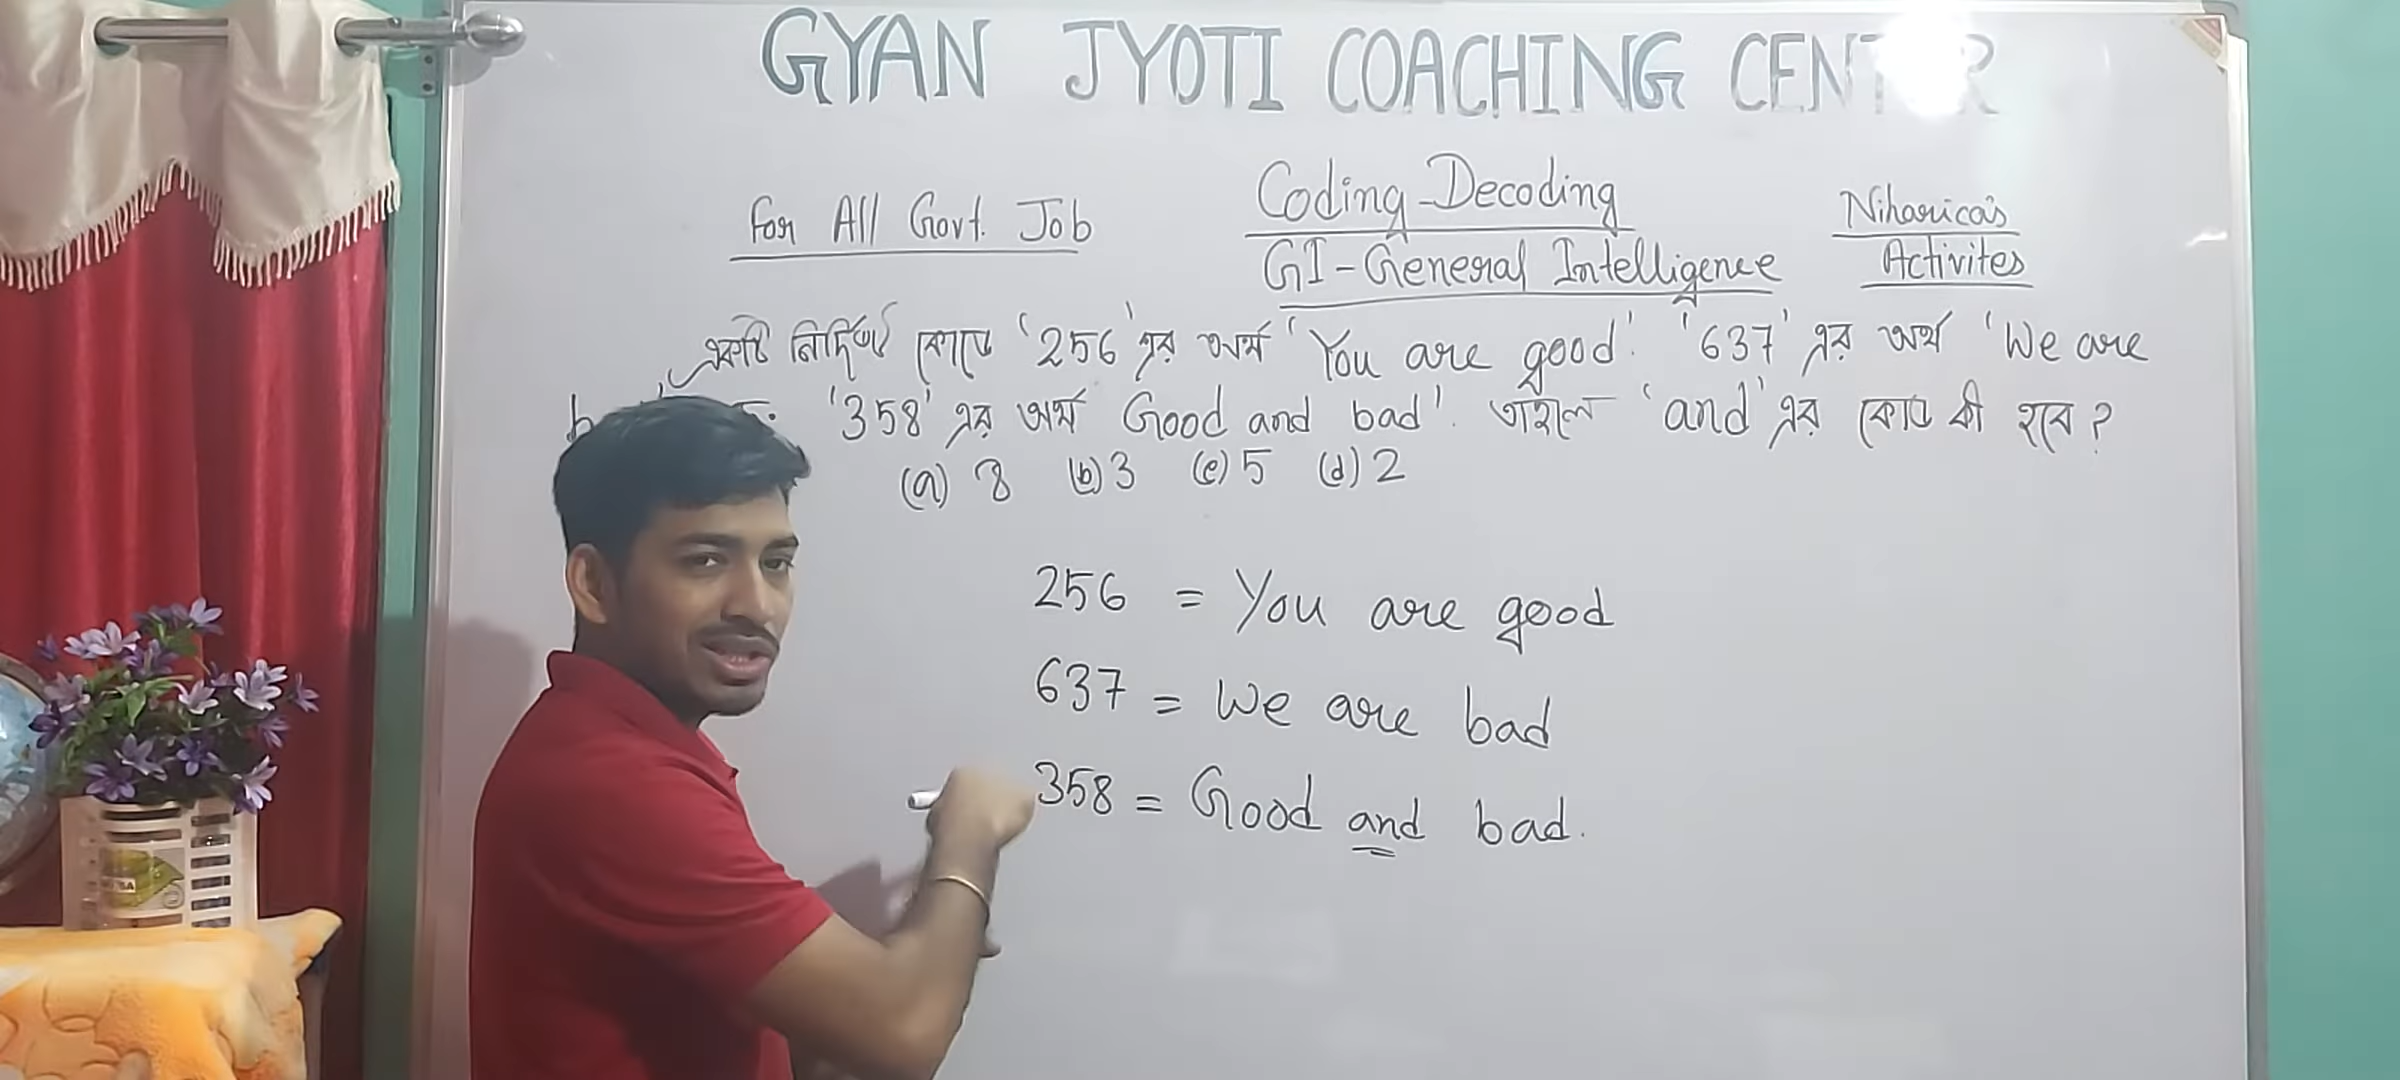 GYAN JYOTI COACHING CENTER
For All Govt. Job
Coding-Decoding
GI-General Intelligence
Niharica's
Activites
একটি নির্দিষ্ট কোডে '256' এর অর্থ 'You are good'. '637' এর অর্থ 'We are
'358' এর অর্থ Good and bad'. তাহলে 'and' এর কোড কী হবে?
(a) 8 (b) 3 (c) 5 (d) 2
256 = You are good
637 = We are bad
358 = Good and bad.